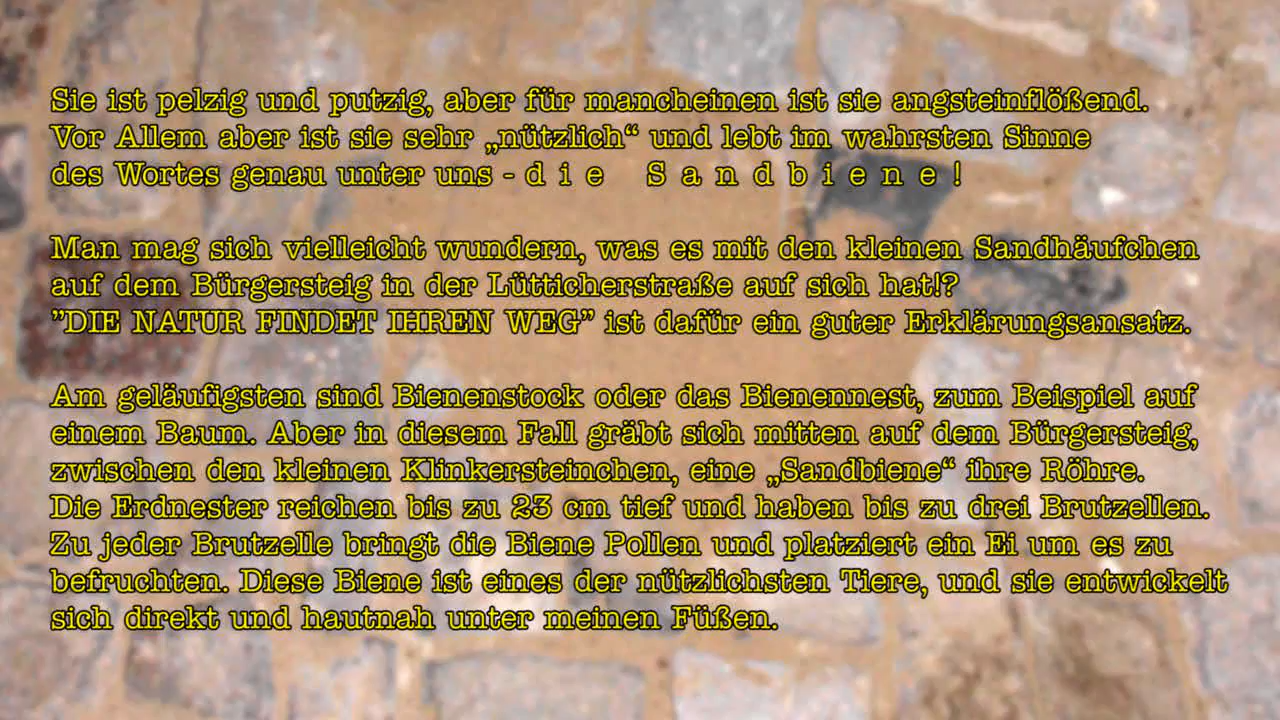 Sie ist pelzig und putzig, aber für mancheinen ist sie angsteinflößend.
Vor Allem aber ist sie sehr „nützlich“ und lebt im wahrsten Sinne
des Wortes genau unter uns - d i e S a n d b i e n e !
Man mag sich vielleicht wundern, was es mit den kleinen Sandhäufchen
auf dem Bürgersteig in der Lütticherstraße auf sich hat!?
”DIE NATUR FINDET IHREN WEG” ist dafür ein guter Erklärungsansatz.
Am geläufigsten sind Bienenstock oder das Bienennest, zum Beispiel auf
einem Baum. Aber in diesem Fall gräbt sich mitten auf dem Bürgersteig,
zwischen den kleinen Klinkersteinchen, eine „Sandbiene“ ihre Röhre.
Die Erdnester reichen bis zu 23 cm tief und haben bis zu drei Brutzellen.
Zu jeder Brutzelle bringt die Biene Pollen und platziert ein Ei um es zu
befruchten. Diese Biene ist eines der nützlichsten Tiere, und sie entwickelt
sich direkt und hautnah unter meinen Füßen.